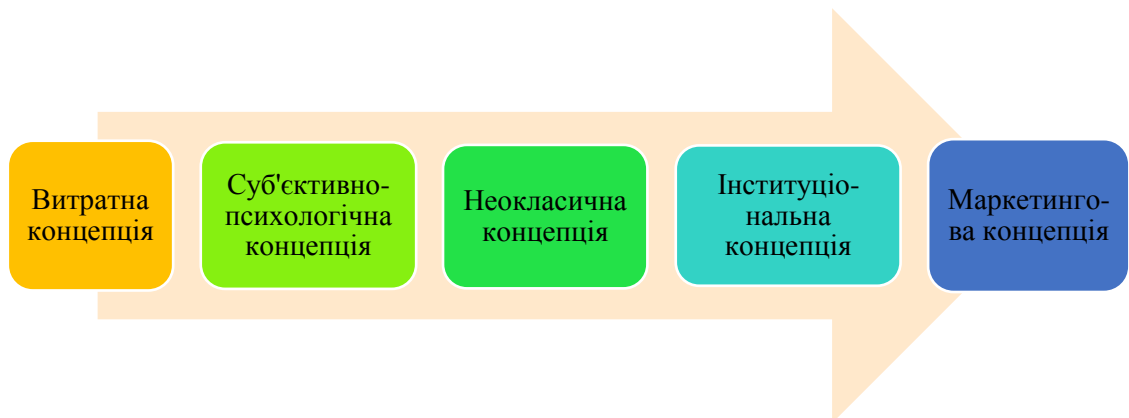 Витратна
концепція
Суб'єктивно-
психологічна
концепція
Неокласична
концепція
Інституціо-
нальна
концепція
Маркетинго-
ва концепція